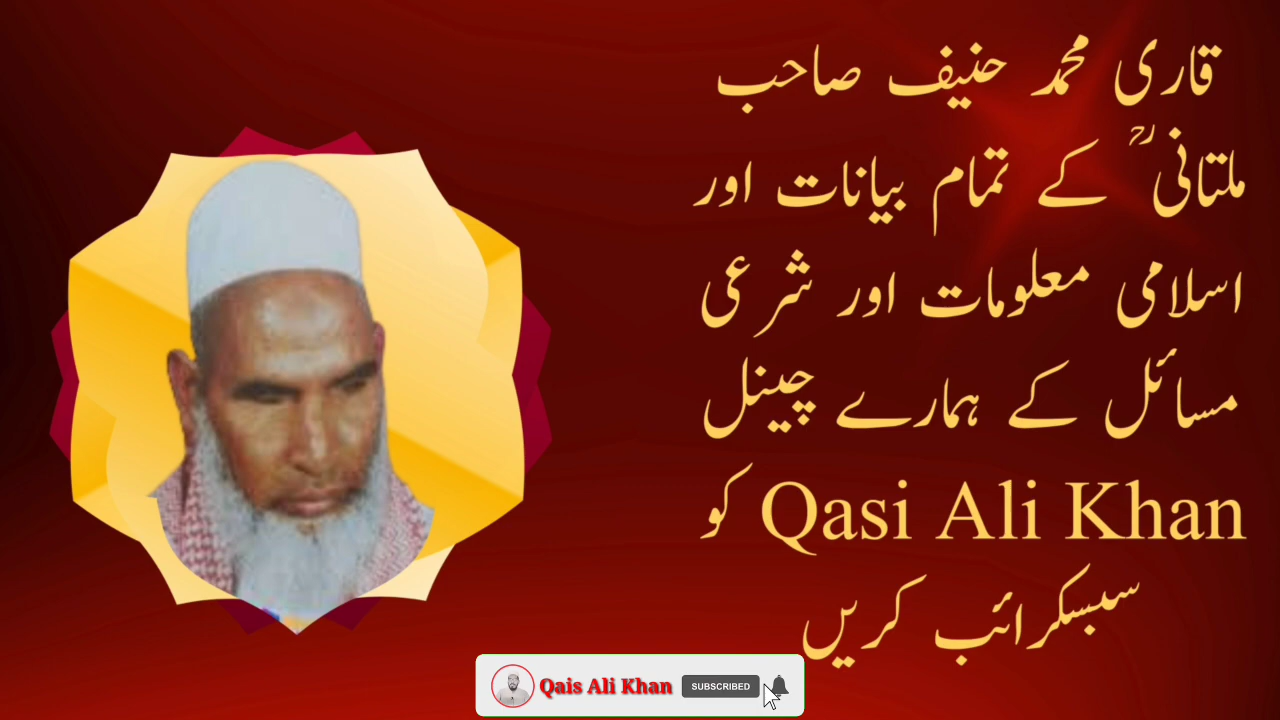 قاری محمد حنیف صاحب
ملتانیؒ کے تمام بیانات اور
اسلامی معلومات اور شرعی
مسائل کے ہمارے چینل
Qasi Ali Khan کو
سبسکرائب کریں
Qais Ali Khan SUBSCRIBED